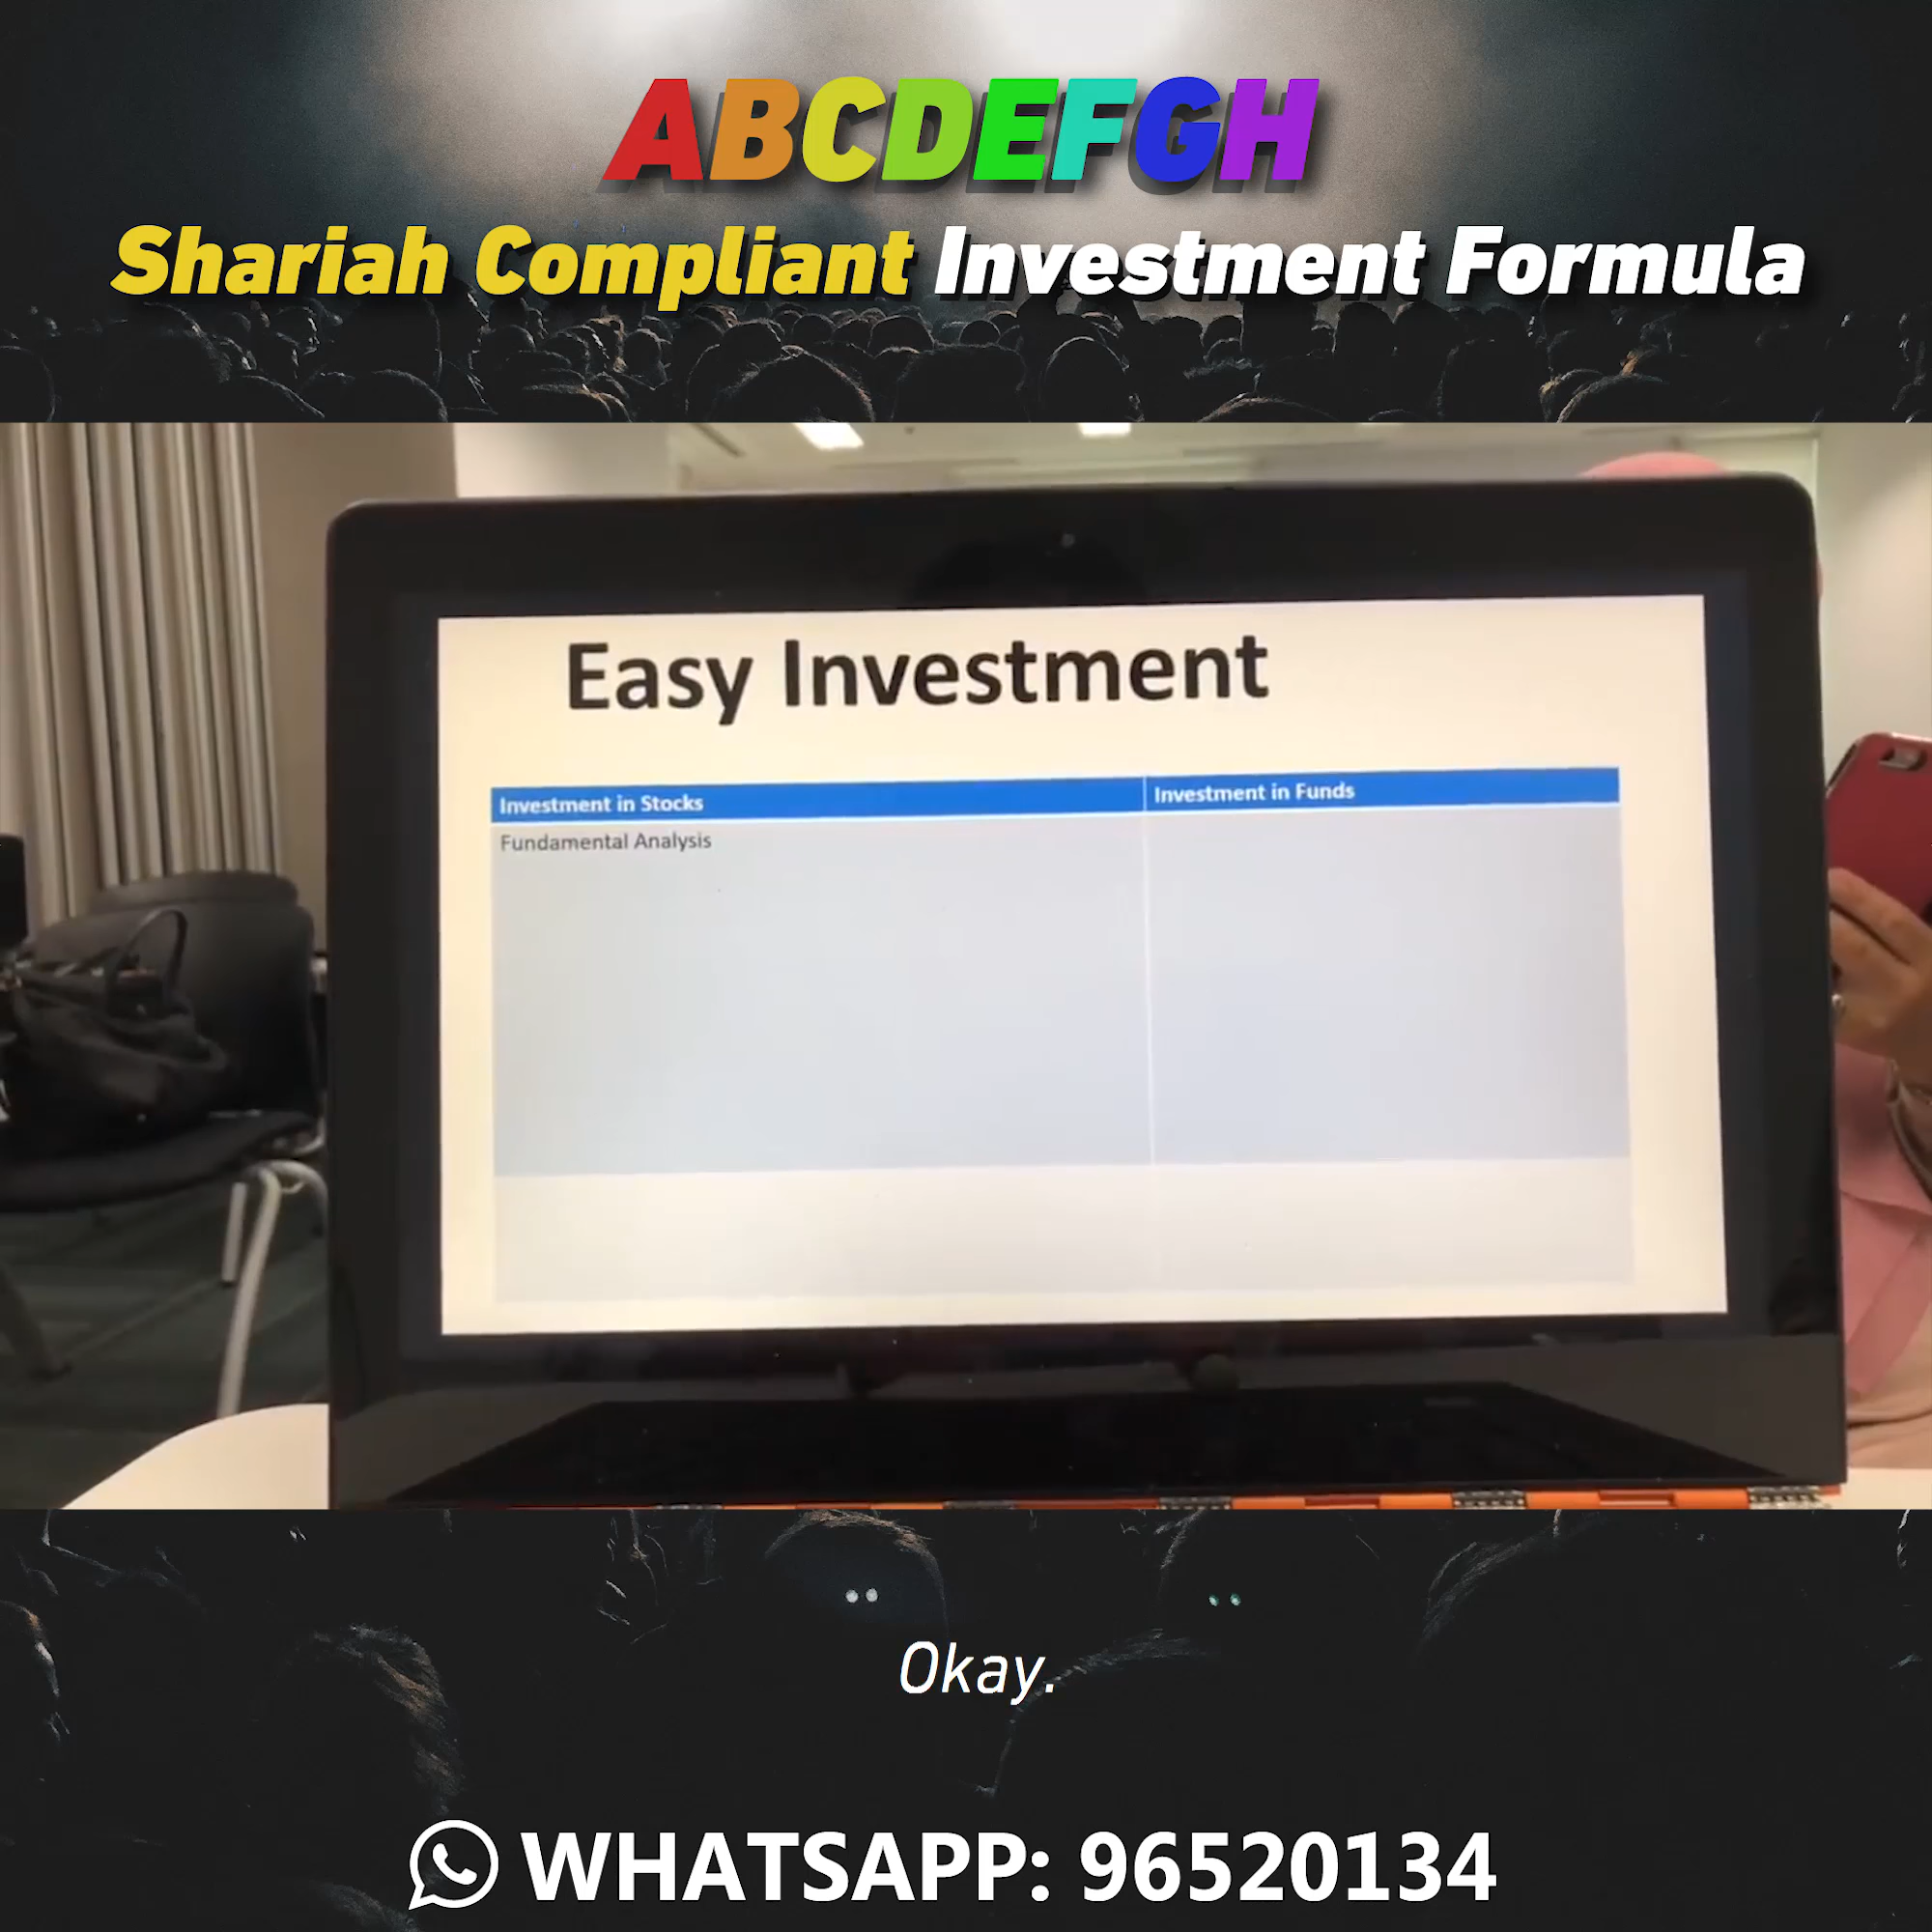 ABCDEFGH
Shariah Compliant Investment Formula
Easy Investment
Investment in Stocks
Investment in Funds
Fundamental Analysis
Okay.
WHATSAPP: 96520134